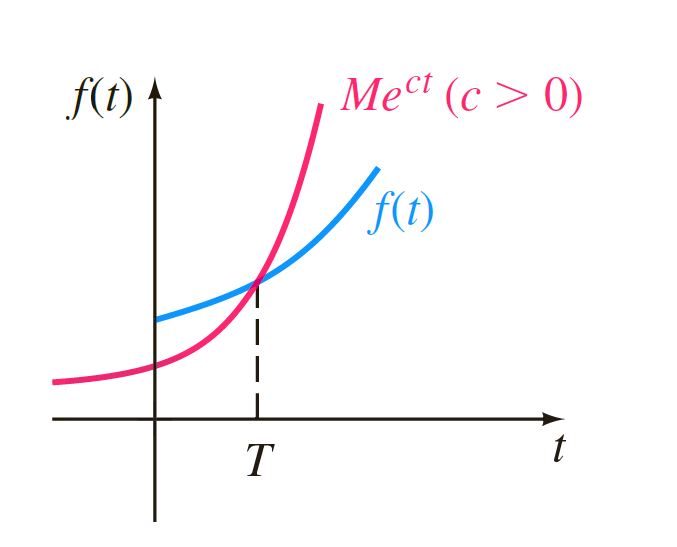 f(t)
Me^{ct} (c > 0)
f(t)
T
t